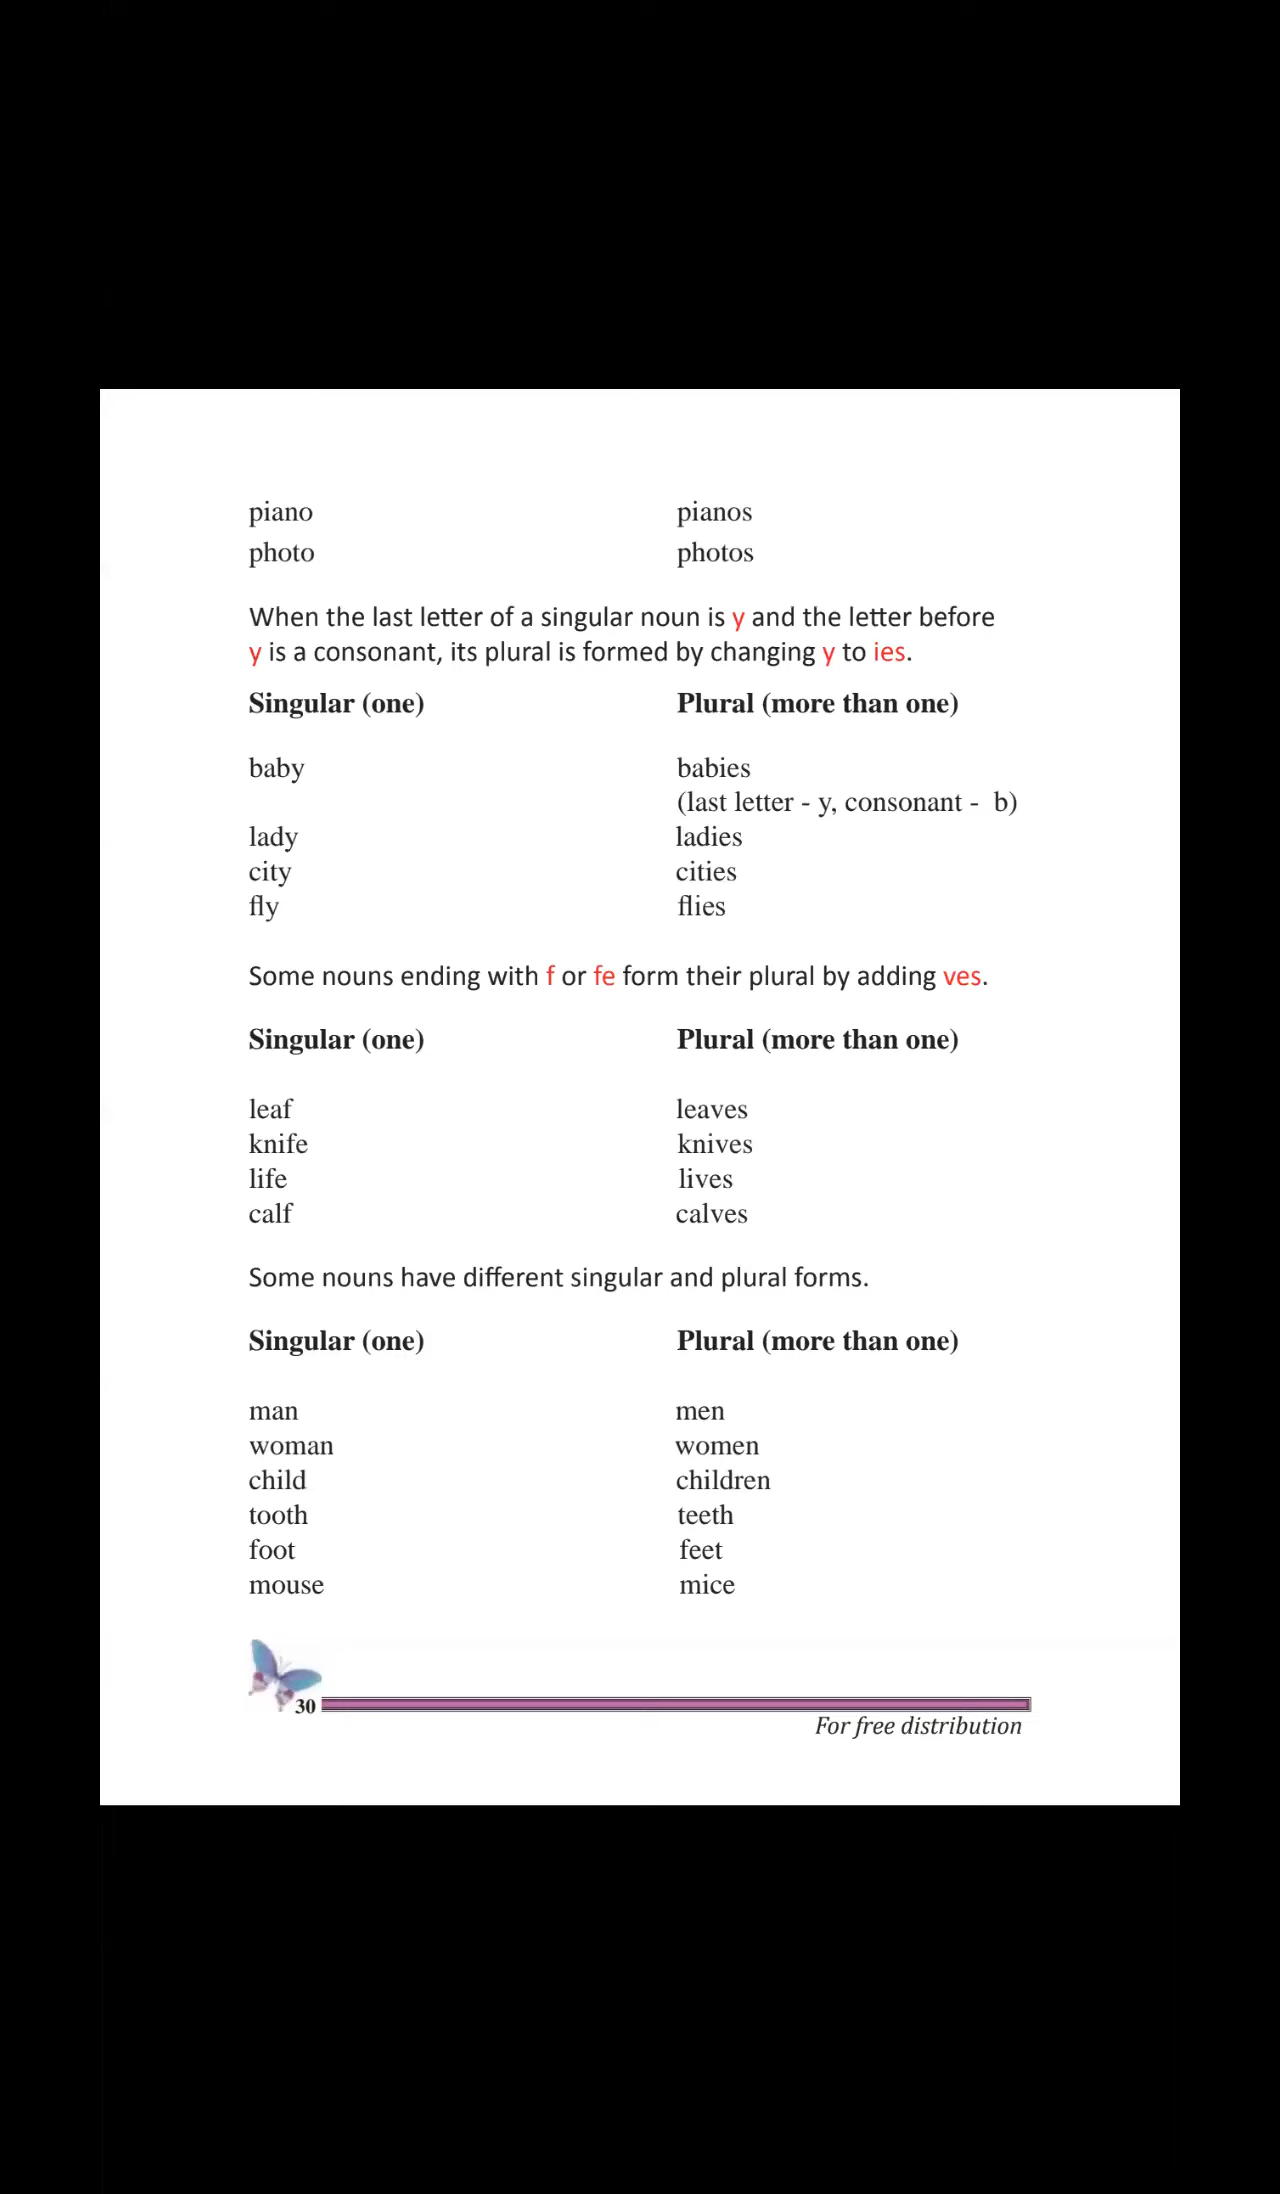 piano pianos
photo photos
When the last letter of a singular noun is y and the letter before
y is a consonant, its plural is formed by changing y to ies.
Singular (one) Plural (more than one)
baby babies
(last letter - y, consonant - b)
lady ladies
city cities
fly flies
Some nouns ending with f or fe form their plural by adding ves.
Singular (one) Plural (more than one)
leaf leaves
knife knives
life lives
calf calves
Some nouns have different singular and plural forms.
Singular (one) Plural (more than one)
man men
woman women
child children
tooth teeth
foot feet
mouse mice
30
For free distribution